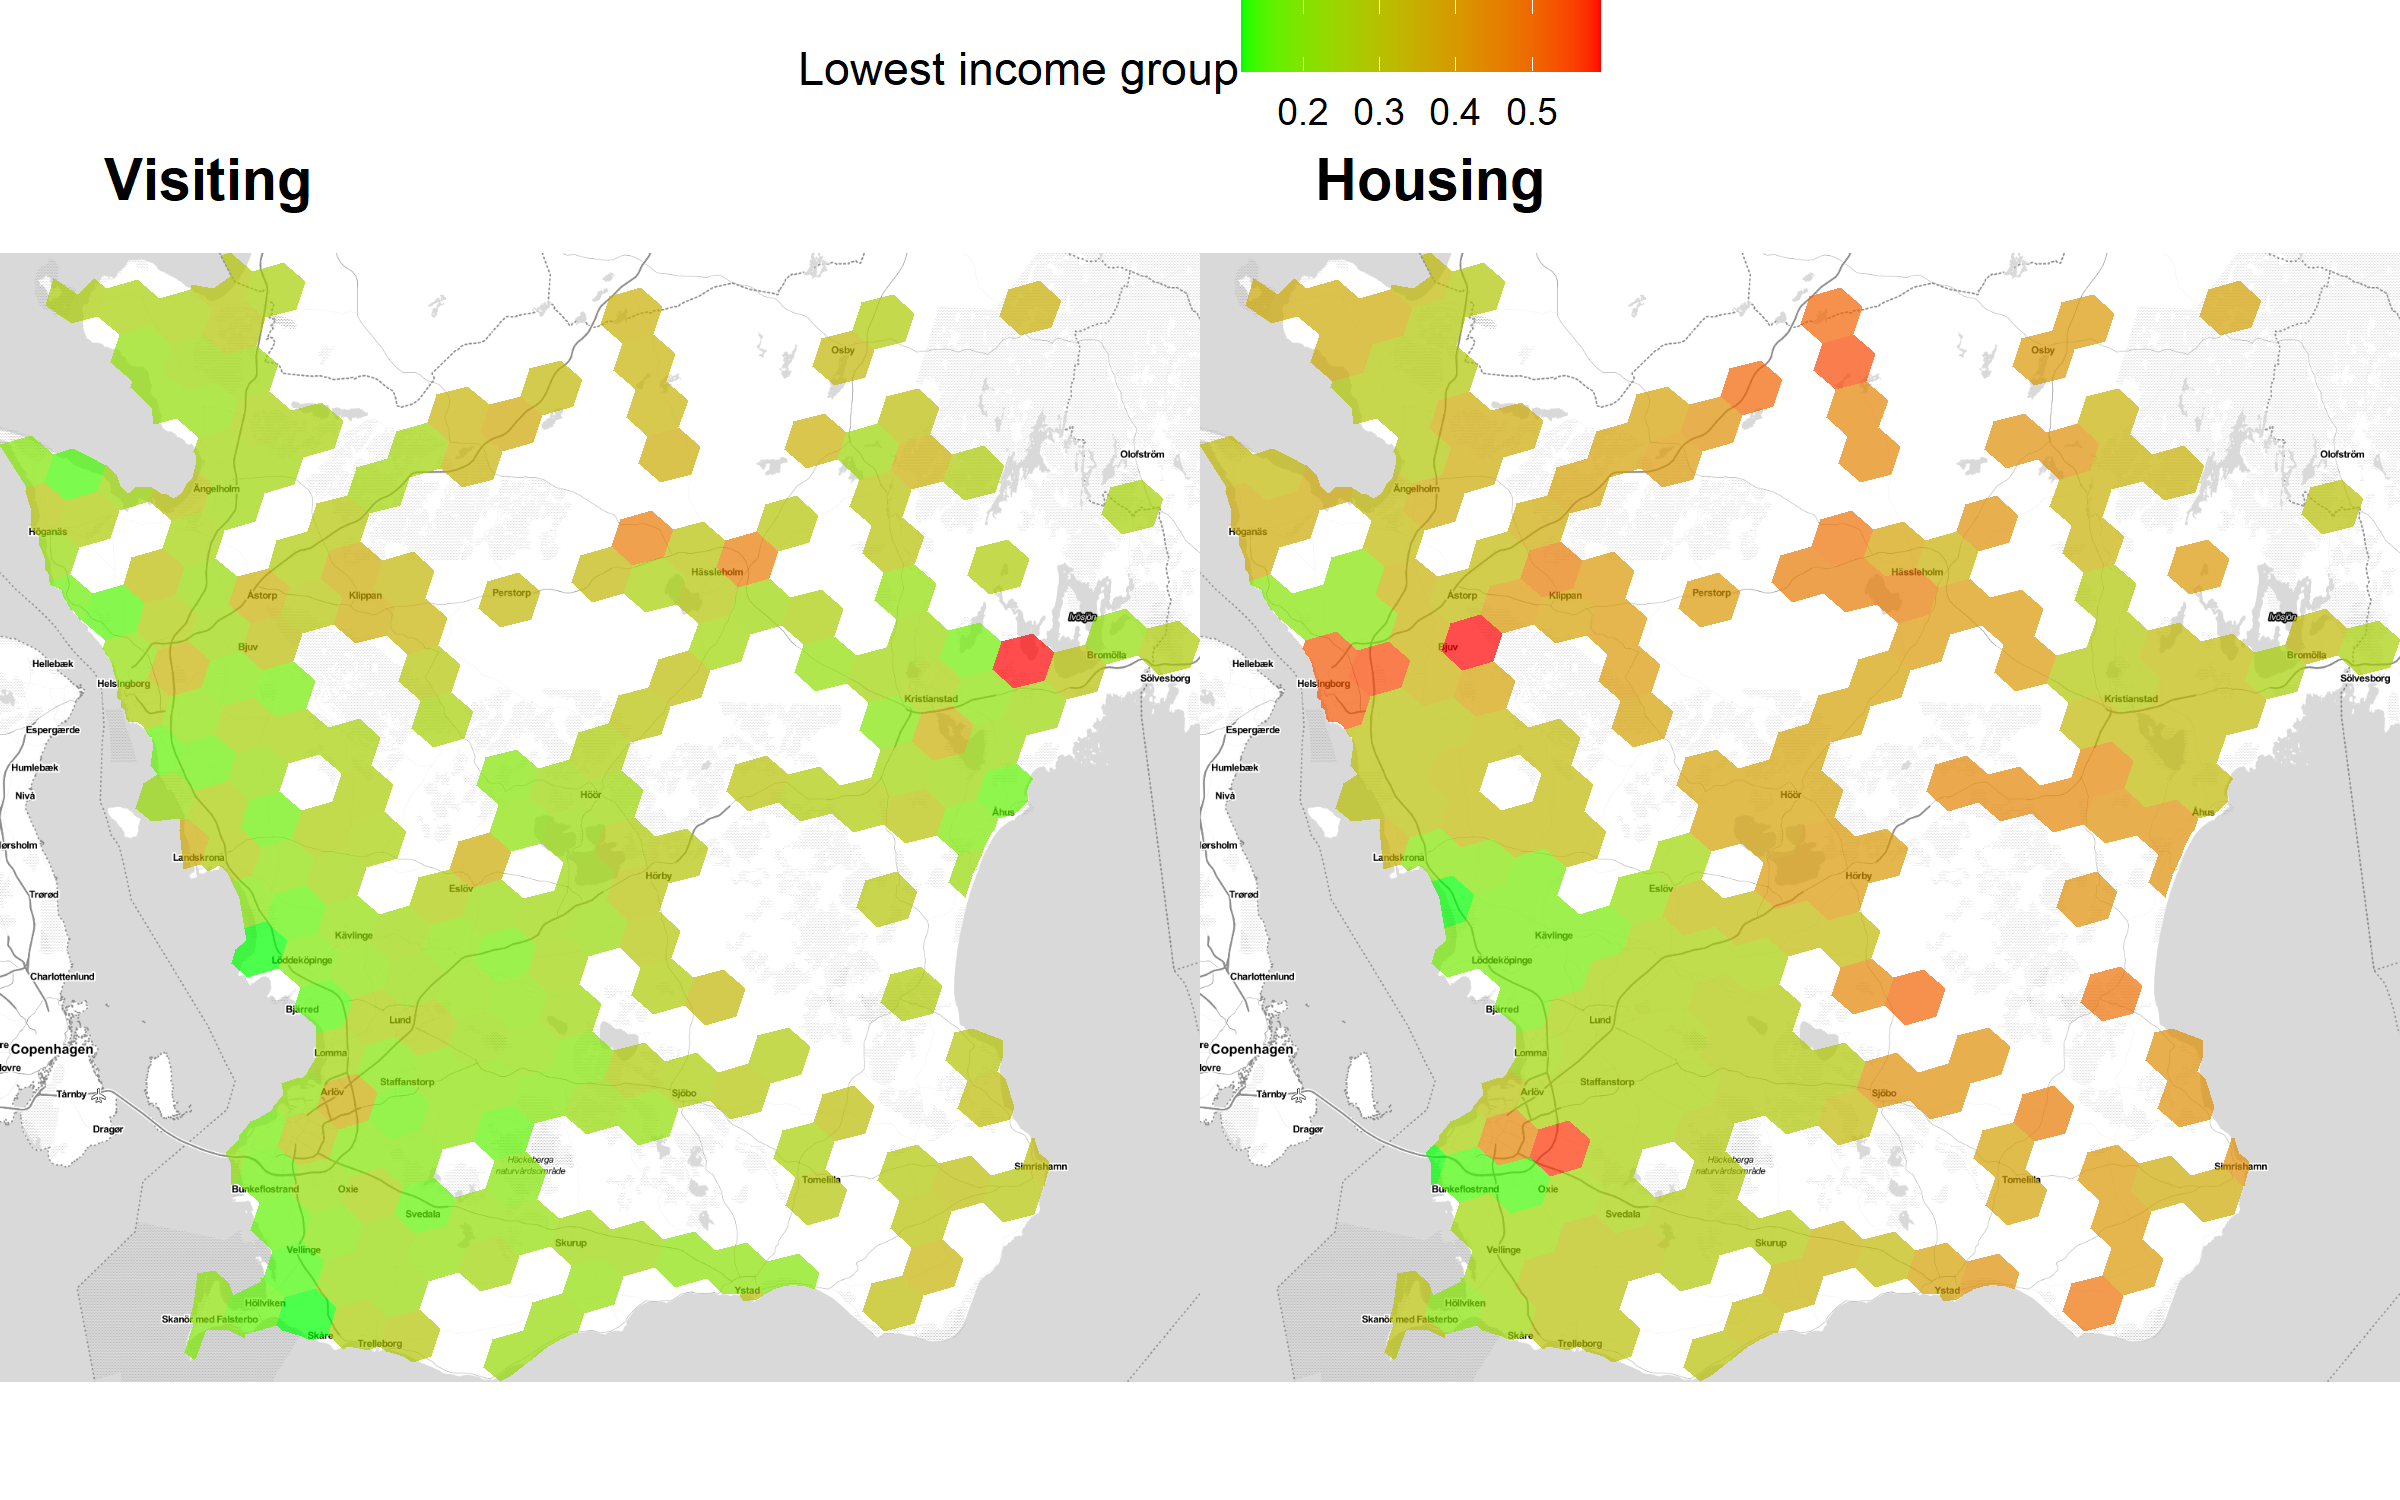 Lowest income group
0.2 0.3 0.4 0.5
Visiting
Housing
Osby
Olofström
Ängelholm
Höganäs
Hässleholm
Åstorp
Klippan
Perstorp
Ivösjön
Bjuv
Bromölla
Hellebæk
Helsingborg
Sölvesborg
Kristianstad
Espergærde
Humlebæk
Nivå
Höör
Åhus
ørsholm
Landskrona
Hörby
Eslöv
Trørød
Kävlinge
Löddeköpinge
Charlottenlund
Bjärred
Lund
re
Copenhagen
Lomma
lovre
Staffanstorp
Arlöv
Tårnby
Sjöbo
Dragør
Häckeberga
naturvårdsområde
Simrishamn
Tomelilla
Bunkeflostrand
Oxie
Svedala
Skurup
Vellinge
Ystad
Höllviken
Skanör med Falsterbo
Skåre
Trelleborg
Osby
Olofström
Ängelholm
Höganäs
Hässleholm
Åstorp
Klippan
Perstorp
Ivösjön
Bjuv
Bromölla
Hellebæk
Helsingborg
Sölvesborg
Kristianstad
Espergærde
Humlebæk
Nivå
Höör
Åhus
ørsholm
Landskrona
Hörby
Eslöv
Trørød
Kävlinge
Löddeköpinge
Charlottenlund
Bjärred
Lund
re
Copenhagen
Lomma
lovre
Staffanstorp
Arlöv
Tårnby
Sjöbo
Dragør
Häckeberga
naturvårdsområde
Simrishamn
Tomelilla
Bunkeflostrand
Oxie
Svedala
Skurup
Vellinge
Ystad
Höllviken
Skanör med Falsterbo
Skåre
Trelleborg